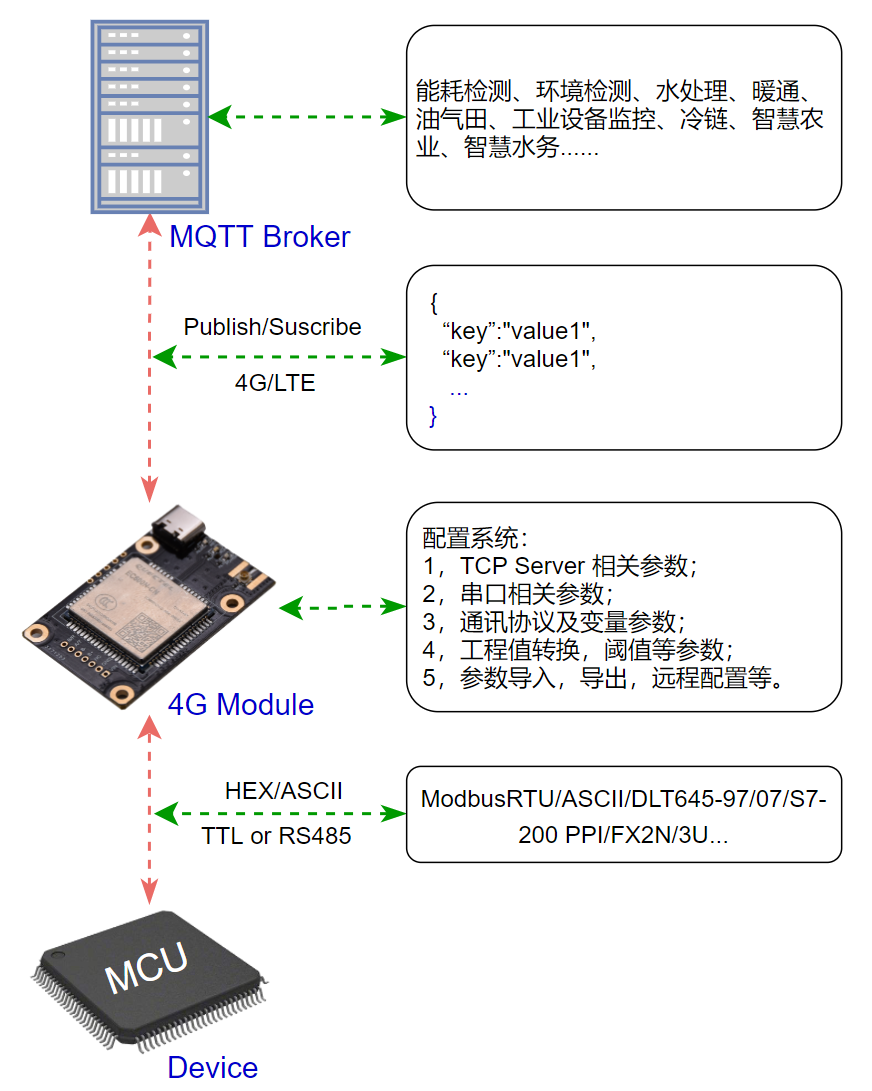 能耗检测、环境检测、水处理、暖通、
油气田、工业设备监控、冷链、智慧农
业、智慧水务......
MQTT Broker
Publish/Suscribe
4G/LTE
{
“key”:"value1",
“key”:"value1",
...
}
配置系统：
1，TCP Server 相关参数；
2，串口相关参数；
3，通讯协议及变量参数；
4，工程值转换，阈值等参数；
5，参数导入，导出，远程配置等。
4G Module
HEX/ASCII
TTL or RS485
ModbusRTU/ASCII/DLT645-97/07/S7-
200 PPI/FX2N/3U...
MCU
Device